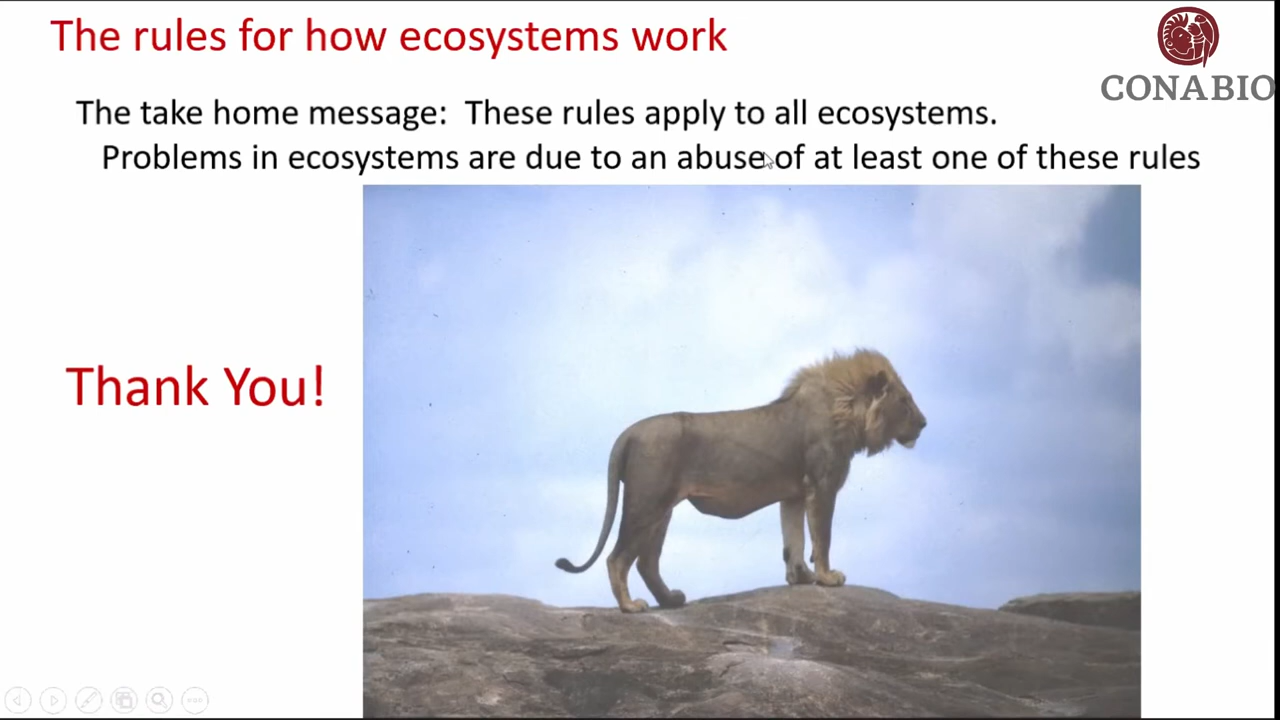 The rules for how ecosystems work
CONABIO
The take home message: These rules apply to all ecosystems.
Problems in ecosystems are due to an abuse of at least one of these rules
Thank You!